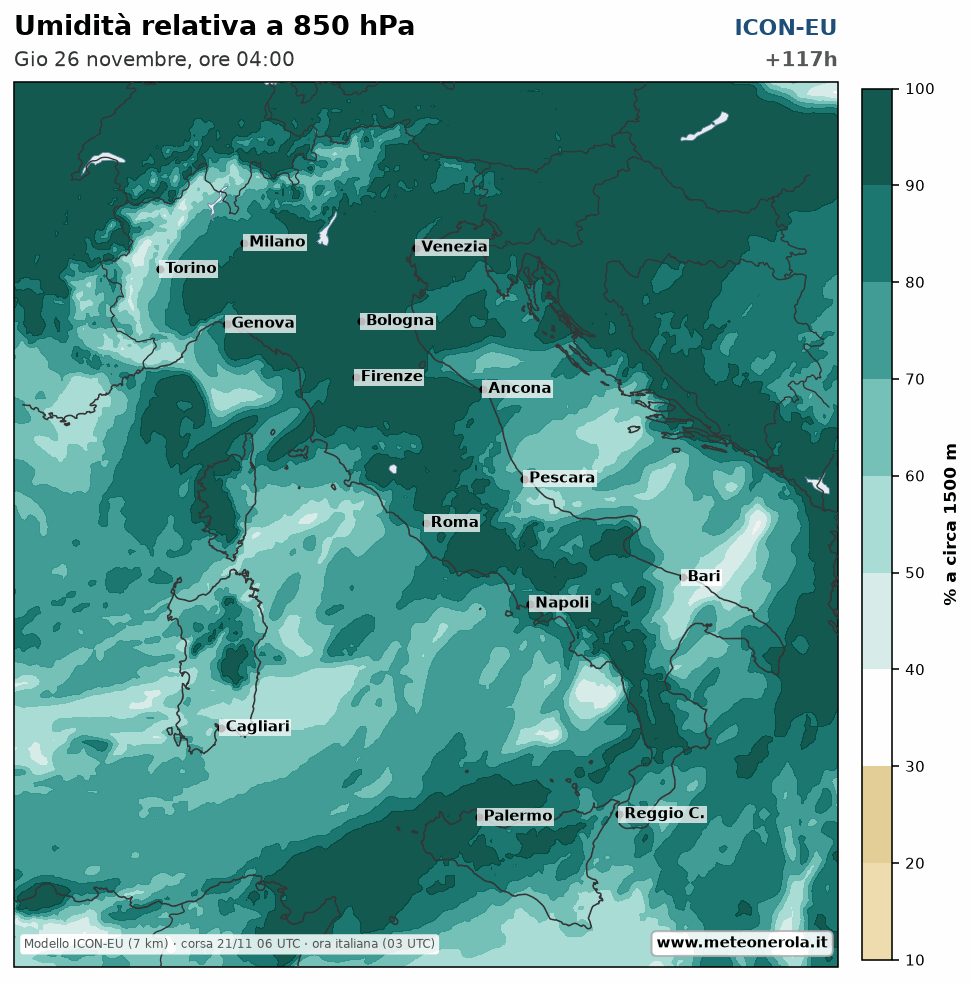 Umidità relativa a 850 hPa
ICON-EU
Gio 26 novembre, ore 04:00
+117h
100
90
80
70
60
50
40
30
20
10
% a circa 1500 m
Milano
Venezia
Torino
Genova
Bologna
Firenze
Ancona
Pescara
Roma
Bari
Napoli
Cagliari
Palermo
Reggio C.
Modello ICON-EU (7 km) · corsa 21/11 06 UTC · ora italiana (03 UTC)
www.meteonerola.it